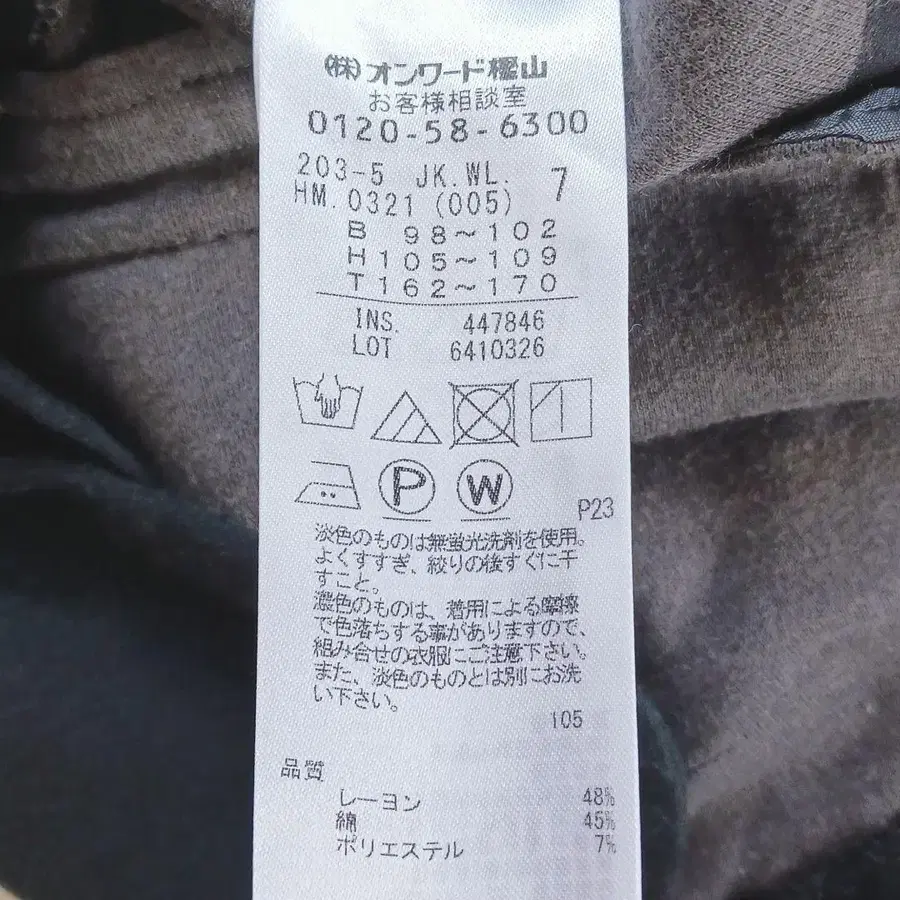 (株)オンワード樫山
お客様相談室
0120-58-6300
203-5 JK.WL. 7
HM.0321(005)
B 98~102
H 105~109
T 162~170
INS. 447846
LOT 6410326
P W
P23
淡色のものは無蛍光洗剤を使用。
よくすすぎ、絞りの後すぐに干
すこと。
濃色のものは、着用による摩擦
で色落ちする事がありますので、
組み合せの衣服にご注意下さい。
また、淡色のものとは別にお洗
い下さい。
105
品質
レーヨン 48%
綿 45%
ポリエステル 7%